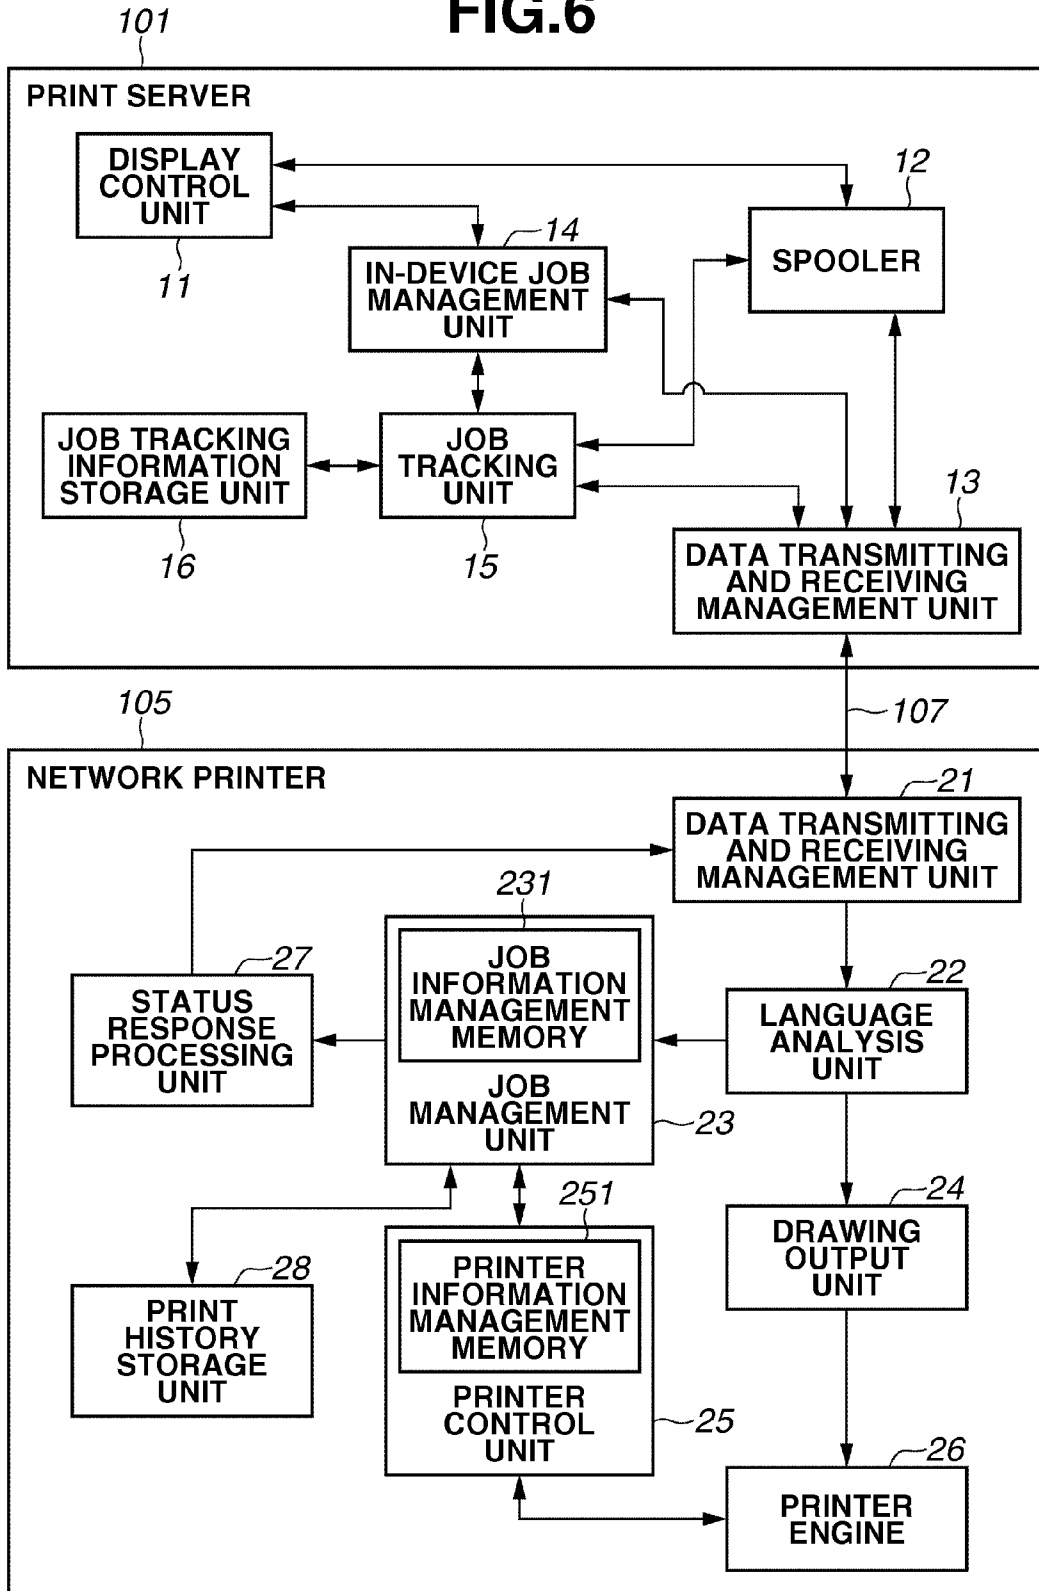 FIG.6
101
PRINT SERVER
DISPLAY
CONTROL
UNIT
11
12
SPOOLER
14
IN-DEVICE JOB
MANAGEMENT
UNIT
JOB TRACKING
INFORMATION
STORAGE UNIT
16
JOB
TRACKING
UNIT
15
13
DATA TRANSMITTING
AND RECEIVING
MANAGEMENT UNIT
107
105
NETWORK PRINTER
21
DATA TRANSMITTING
AND RECEIVING
MANAGEMENT UNIT
231
JOB
INFORMATION
MANAGEMENT
MEMORY
JOB
MANAGEMENT
UNIT
23
27
STATUS
RESPONSE
PROCESSING
UNIT
22
LANGUAGE
ANALYSIS
UNIT
251
PRINTER
INFORMATION
MANAGEMENT
MEMORY
PRINTER
CONTROL
UNIT
25
24
DRAWING
OUTPUT
UNIT
28
PRINT
HISTORY
STORAGE
UNIT
26
PRINTER
ENGINE